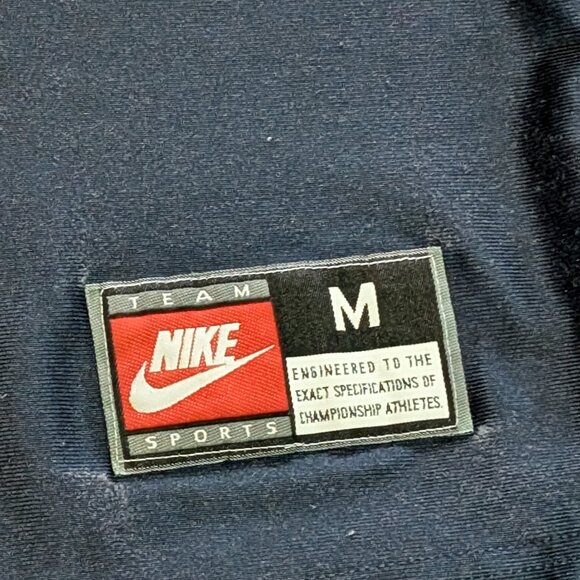 TEAM
NIKE
SPORTS
M
ENGINEERED TO THE
EXACT SPECIFICATIONS OF
CHAMPIONSHIP ATHLETES.